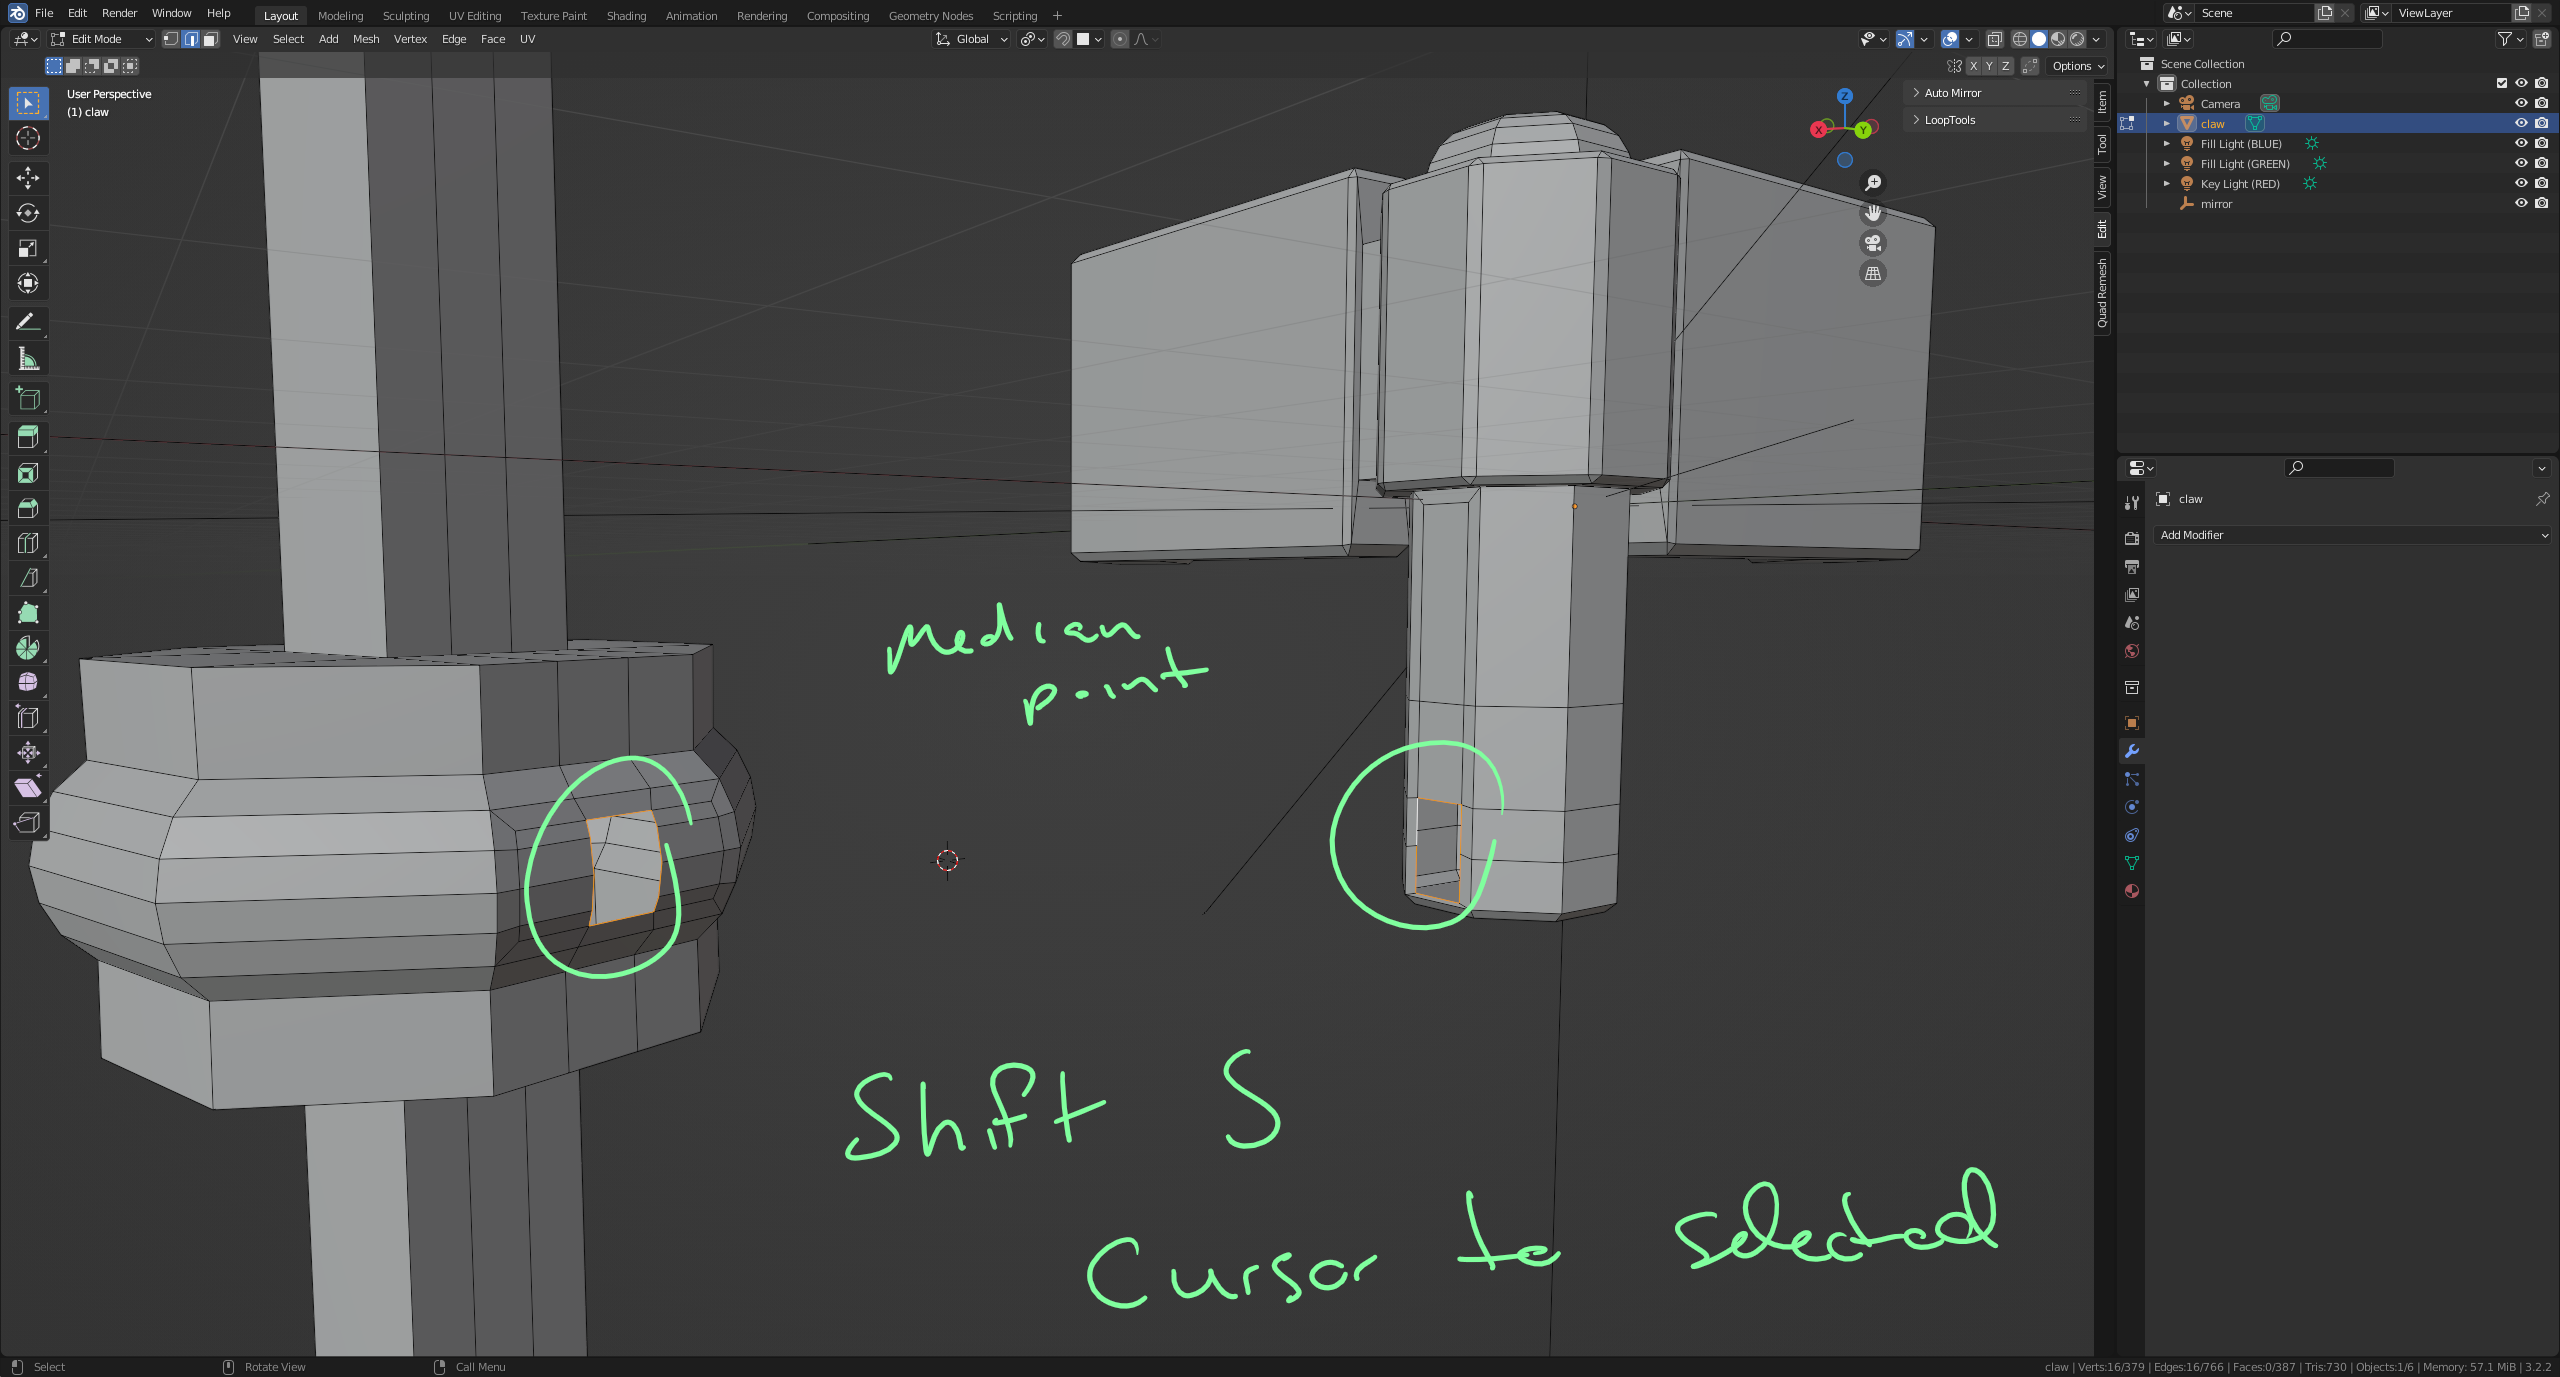 File Edit Render Window Help Layout Modeling Sculpting UV Editing Texture Paint Shading Animation Rendering Compositing Geometry Nodes Scripting + Scene ViewLayer
Edit Mode View Select Add Mesh Vertex Edge Face UV Global
X Y Z Options
User Perspective
(1) claw
Z
X Y
Auto Mirror
LoopTools
Item
Tool
View
Edit
Quad Remesh
Scene Collection
Collection
Camera
claw
Fill Light (BLUE)
Fill Light (GREEN)
Key Light (RED)
mirror
claw
Add Modifier
Median
point
Shift S
Cursor to selected
Select Rotate View Call Menu claw | Verts:16/379 | Edges:16/766 | Faces:0/387 | Tris:730 | Objects:1/6 | Memory: 57.1 MiB | 3.2.2